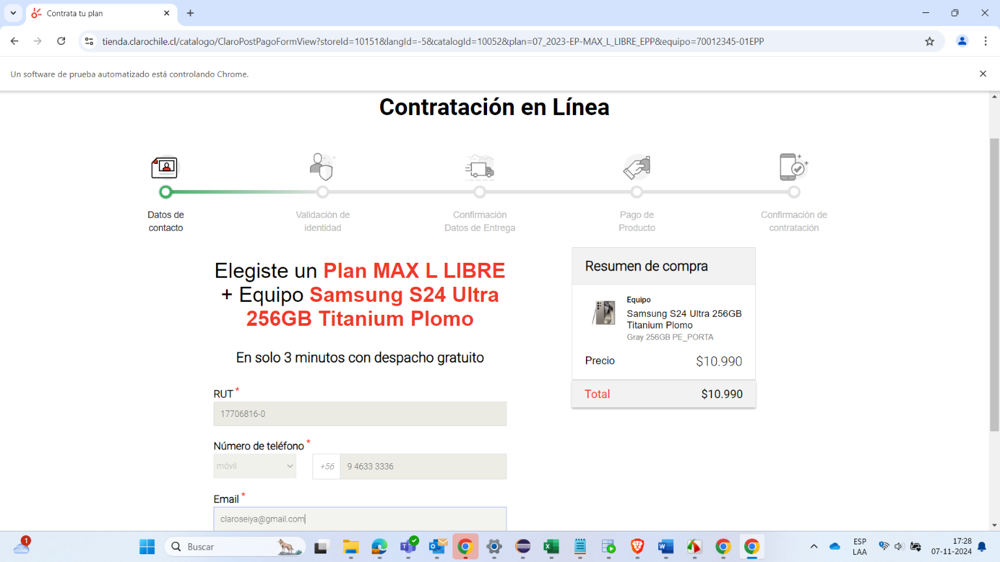 Contrata tu plan
tienda.clarochile.cl/catalogo/ClaroPostPagoFormView?storeId=10151&langId=-5&catalogId=10052&plan=07_2023-EP-MAX_L_LIBRE_EPP&equipo=70012345-01EPP
Un software de prueba automatizado está controlando Chrome.
Contratación en Línea
Datos de
contacto
Validación de
identidad
Confirmación
Datos de Entrega
Pago de
Producto
Confirmación de
contratación
Elegiste un Plan MAX L LIBRE
+ Equipo Samsung S24 Ultra
256GB Titanium Plomo
En solo 3 minutos con despacho gratuito
RUT *
17706816-0
Número de teléfono *
móvil
+56
9 4633 3336
Email *
claroseiya@gmail.com
Resumen de compra
Equipo
Samsung S24 Ultra 256GB
Titanium Plomo
Gray 256GB PE_PORTA
Precio $10.990
Total $10.990
1
Buscar
ESP
LAA
17:28
07-11-2024